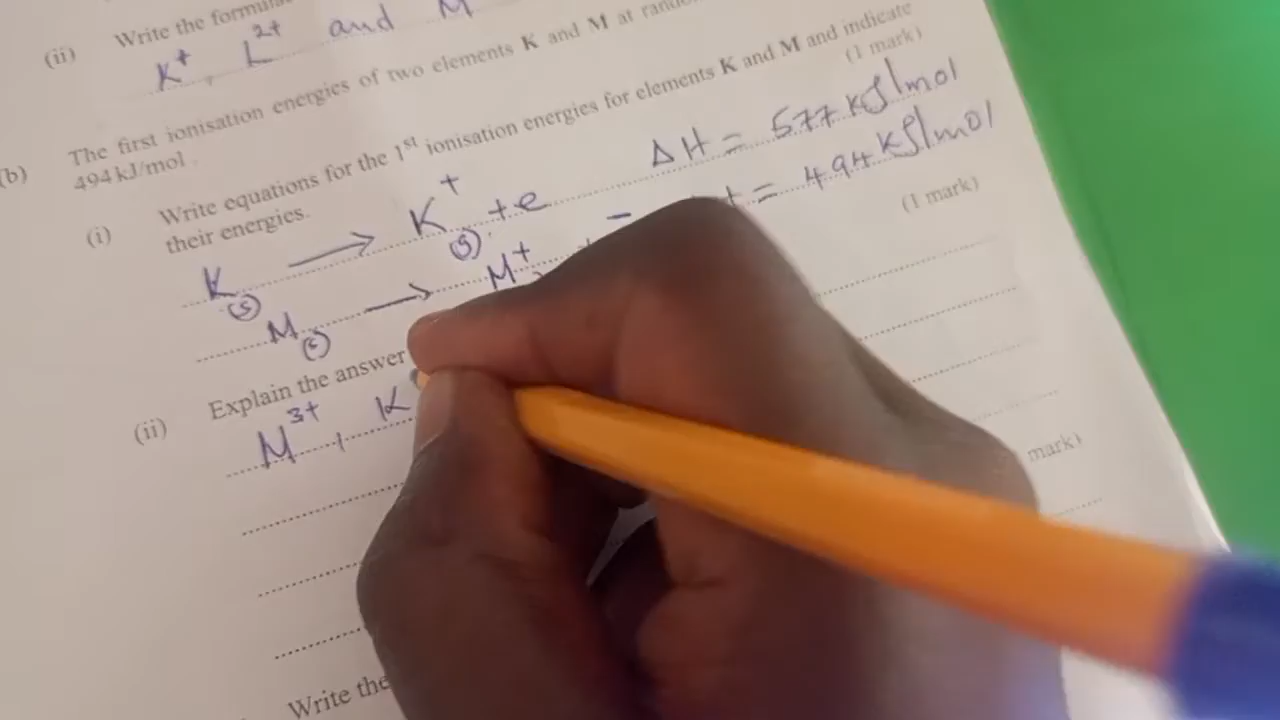 (ii) Write the formula
K⁺, L²⁺ and M
(b) The first ionisation energies of two elements K and M at
494 kJ/mol .
(i) Write equations for the 1st ionisation energies for elements K and M and indicate
their energies. (1 mark)
K(s) → K⁺(g) + e ΔH = 577 KJ/mol
M(s) → M⁺ = 494 KJ/mol
(ii) Explain the answer (1 mark)
M³⁺, K
mark)
Write the